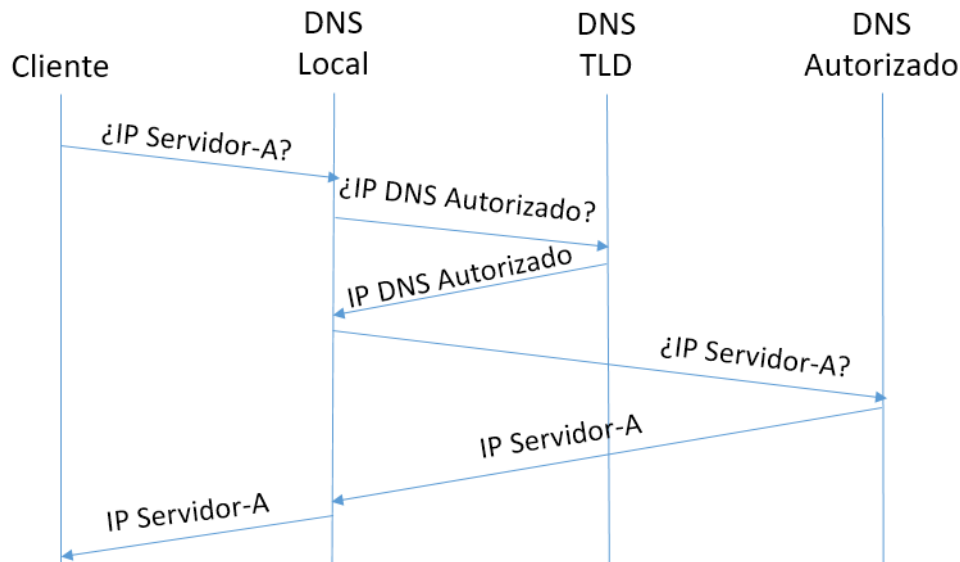 Cliente
DNS
Local
DNS
TLD
DNS
Autorizado
¿IP Servidor-A?
¿IP DNS Autorizado?
IP DNS Autorizado
¿IP Servidor-A?
IP Servidor-A
IP Servidor-A